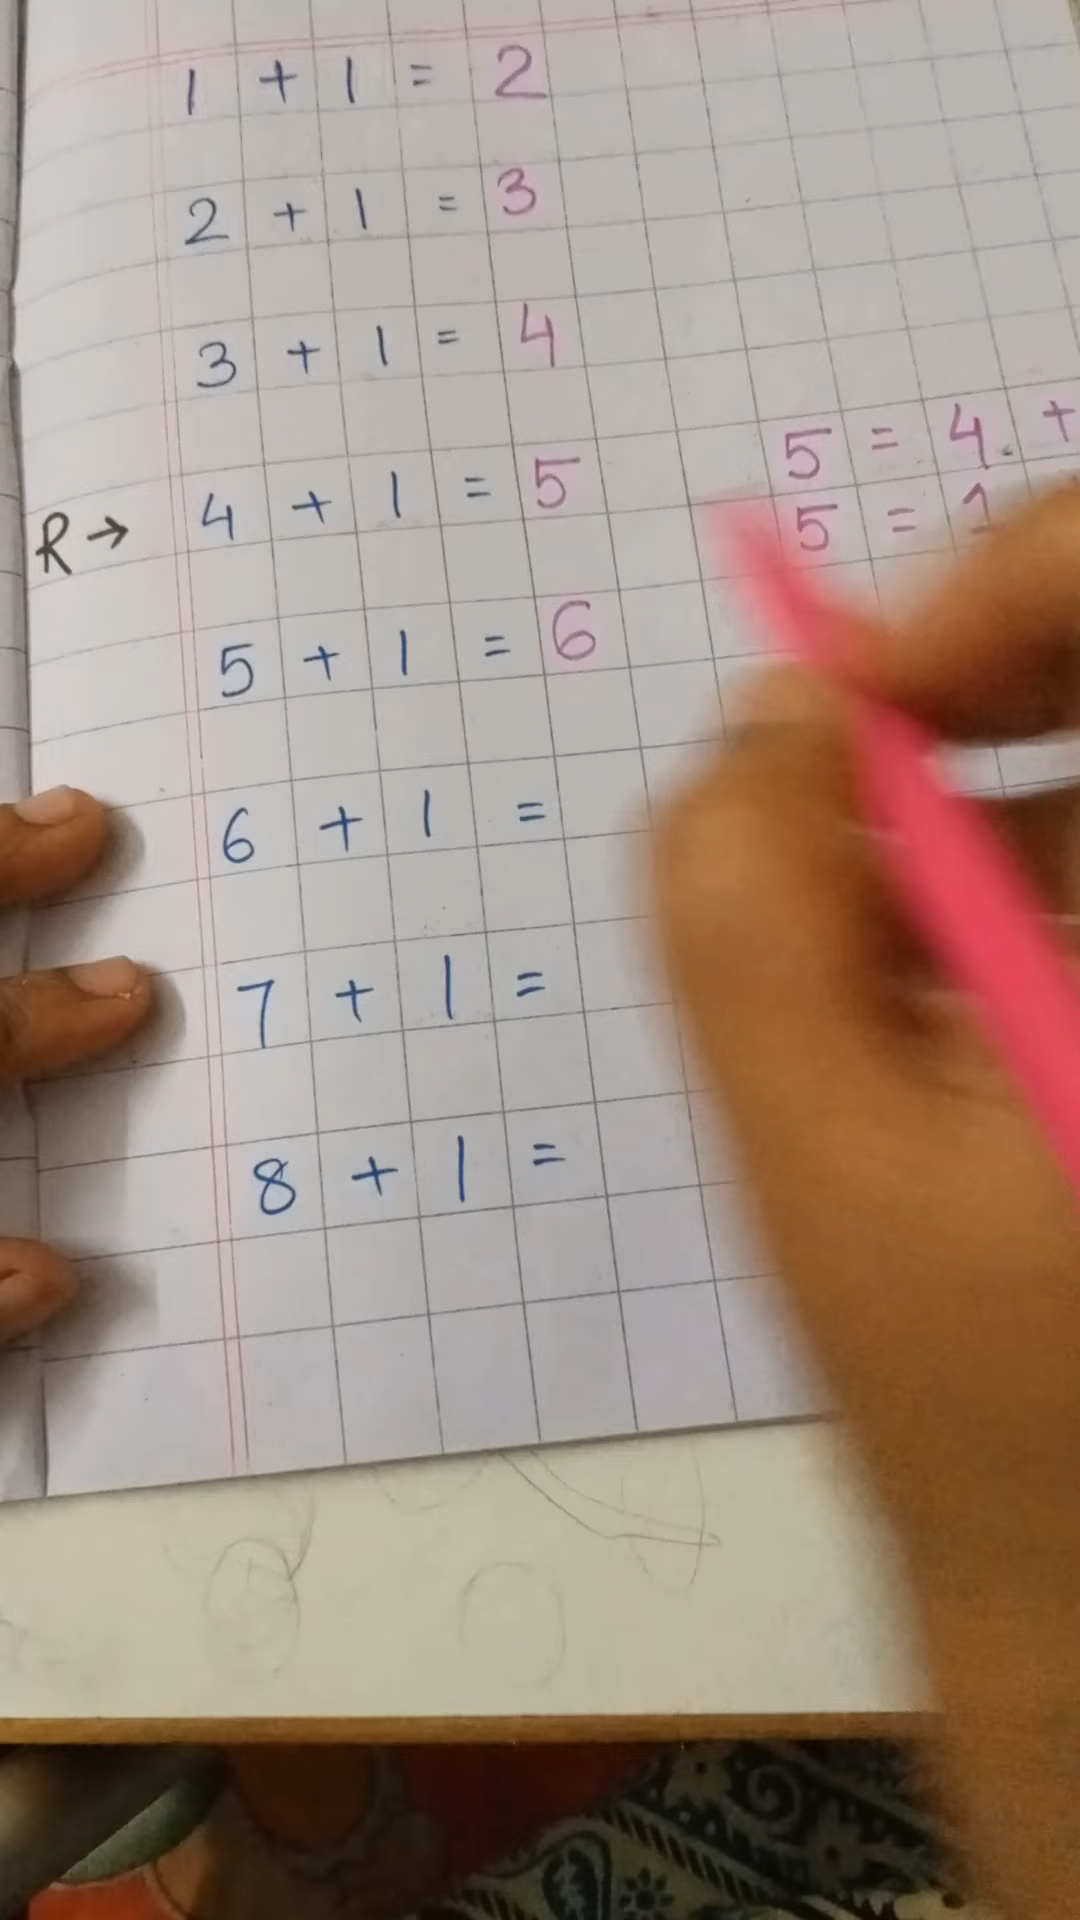 1 + 1 = 2
2 + 1 = 3
3 + 1 = 4
5 = 4 +
R → 4 + 1 = 5
5 = 1
5 + 1 = 6
6 + 1 =
7 + 1 =
8 + 1 =